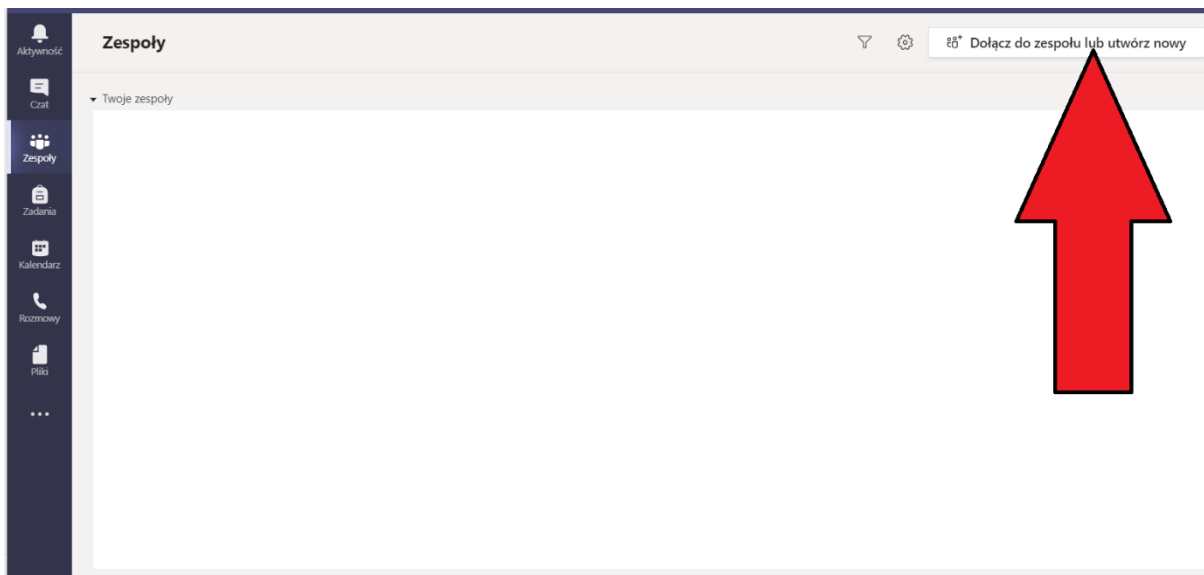 Aktywność
Czat
Zespoły
Zadania
Kalendarz
Rozmowy
Pliki
Zespoły
Dołącz do zespołu lub utwórz nowy
Twoje zespoły